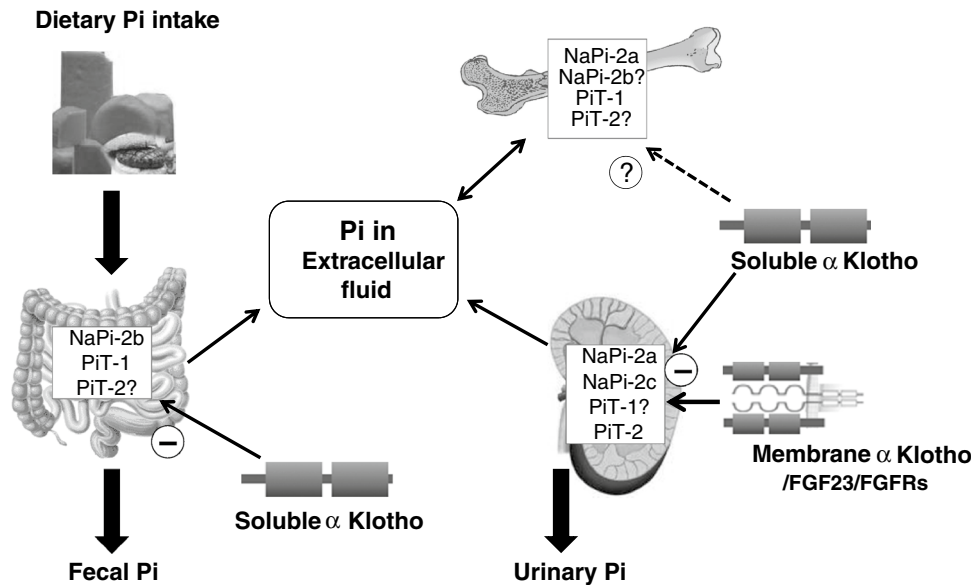 Dietary Pi intake
NaPi-2a
NaPi-2b?
PiT-1
PiT-2?
?
Pi in
Extracellular
fluid
Soluble α Klotho
NaPi-2b
PiT-1
PiT-2?
−
NaPi-2a
NaPi-2c
PiT-1?
PiT-2
−
Membrane α Klotho
/FGF23/FGFRs
Soluble α Klotho
Fecal Pi
Urinary Pi